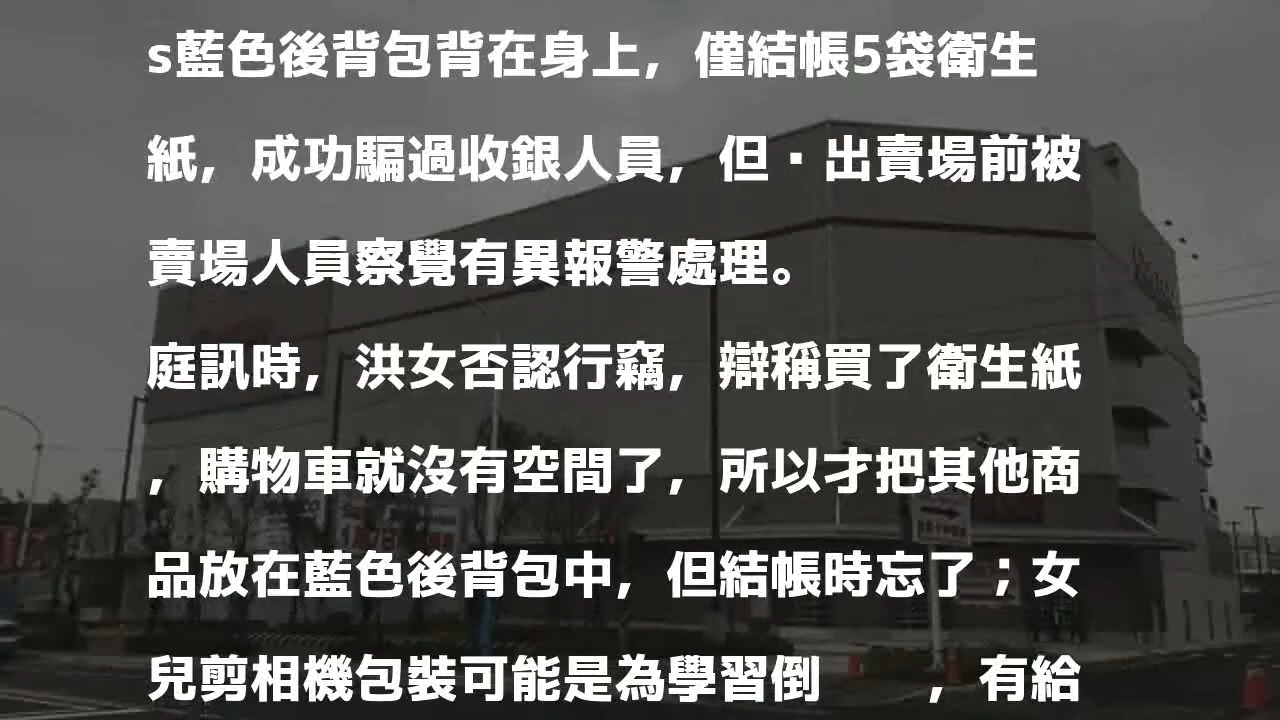 s藍色後背包背在身上，僅結帳5袋衛生
紙，成功騙過收銀人員，但·出賣場前被
賣場人員察覺有異報警處理。
庭訊時，洪女否認行竊，辯稱買了衛生紙
，購物車就沒有空間了，所以才把其他商
品放在藍色後背包中，但結帳時忘了；女
兒剪相機包裝可能是為學習倒　　，有給